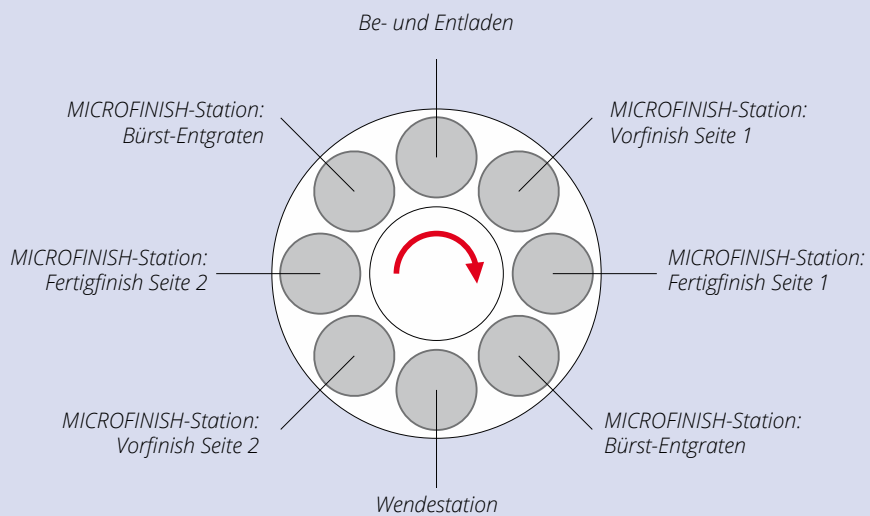 Be- und Entladen
MICROFINISH-Station:
Bürst-Entgraten
MICROFINISH-Station:
Vorfinish Seite 1
MICROFINISH-Station:
Fertigfinish Seite 2
MICROFINISH-Station:
Fertigfinish Seite 1
MICROFINISH-Station:
Vorfinish Seite 2
MICROFINISH-Station:
Bürst-Entgraten
Wendestation